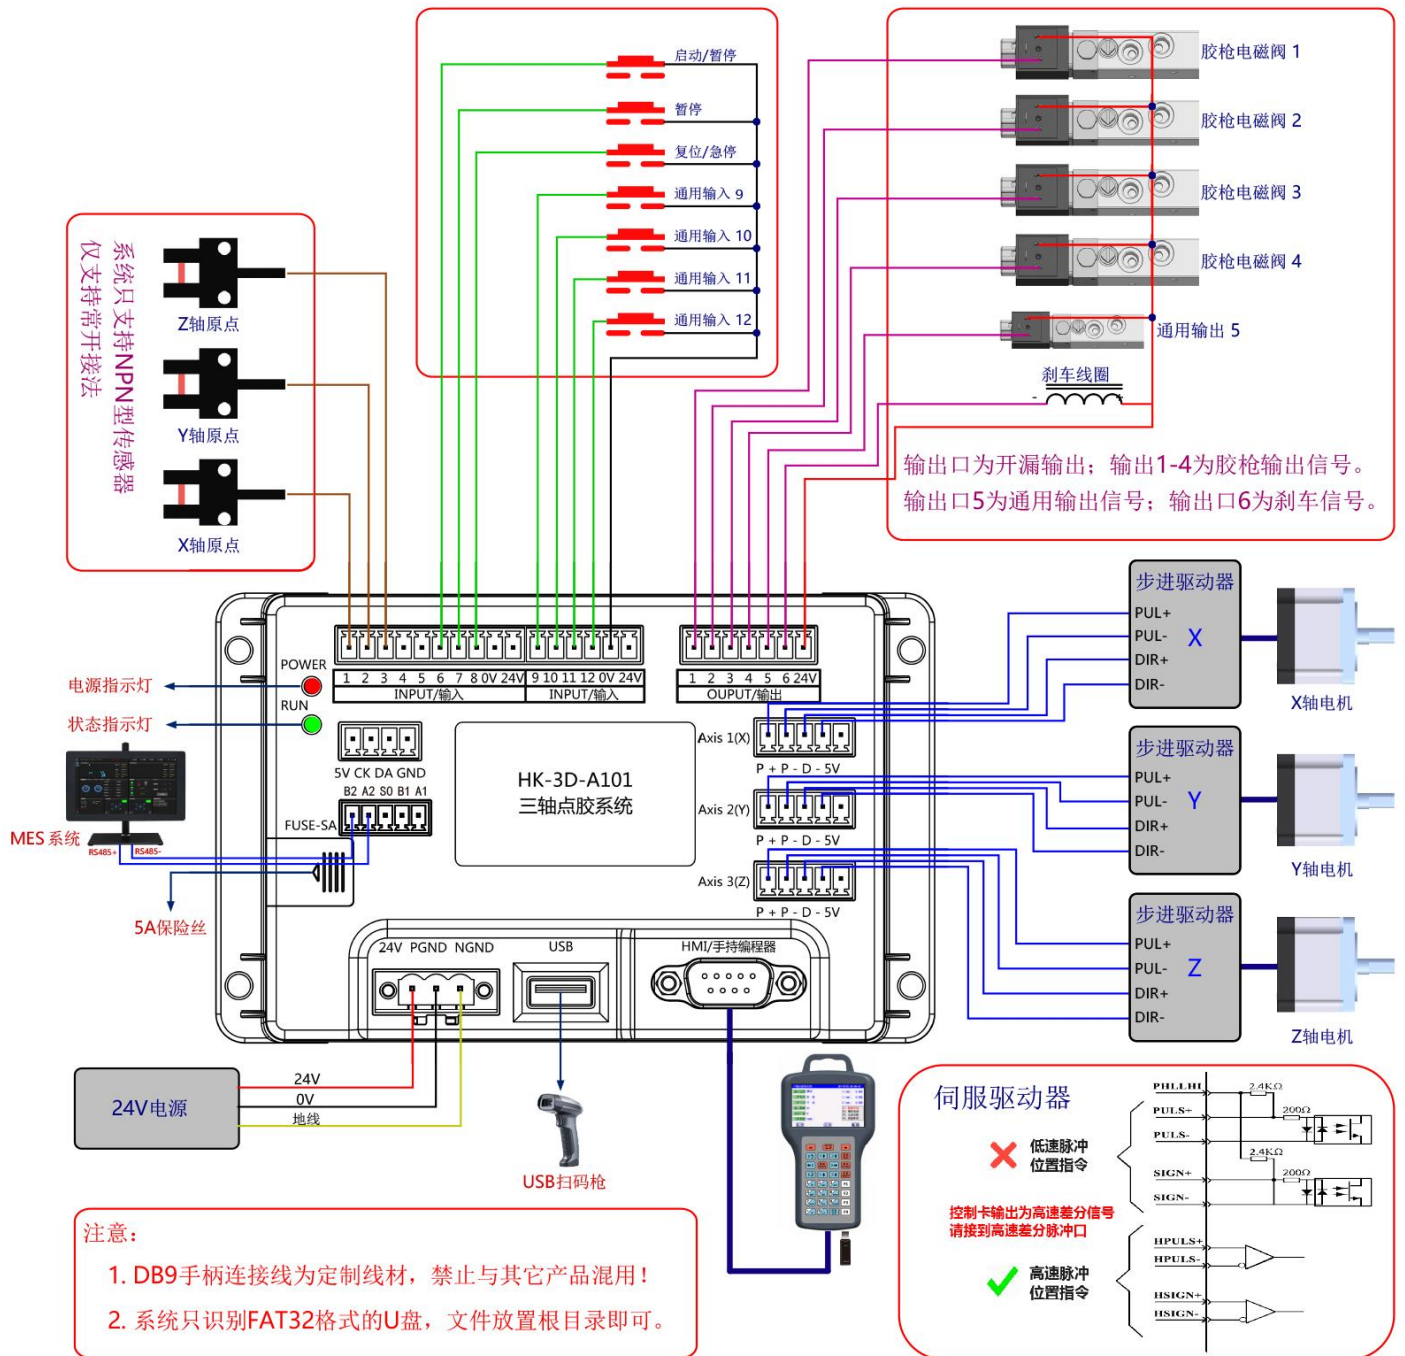 启动/暂停
暂停
复位/急停
通用输入 9
通用输入 10
通用输入 11
通用输入 12
胶枪电磁阀 1
胶枪电磁阀 2
胶枪电磁阀 3
胶枪电磁阀 4
通用输出 5
刹车线圈
- +
输出口为开漏输出；输出1-4为胶枪输出信号。
输出口5为通用输出信号；输出口6为刹车信号。
系统只支持NPN型传感器
仅支持常开接法
Z轴原点
Y轴原点
X轴原点
POWER
RUN
电源指示灯
状态指示灯
1 2 3 4 5 6 7 8 0V 24V
INPUT/输入
9 10 11 12 0V 24V
INPUT/输入
1 2 3 4 5 6 24V
OUPUT/输出
5V CK DA GND
B2 A2 S0 B1 A1
FUSE-SA
MES 系统
RS485+ RS485-
5A保险丝
HK-3D-A101
三轴点胶系统
Axis 1(X)
P + P - D - 5V
Axis 2(Y)
P + P - D - 5V
Axis 3(Z)
P + P - D - 5V
步进驱动器
X
PUL+
PUL-
DIR+
DIR-
X轴电机
步进驱动器
Y
PUL+
PUL-
DIR+
DIR-
Y轴电机
步进驱动器
Z
PUL+
PUL-
DIR+
DIR-
Z轴电机
24V PGND NGND
USB
HMI/手持编程器
24V电源
24V
0V
地线
USB扫码枪
伺服驱动器
低速脉冲
位置指令
控制卡输出为高速差分信号
请接到高速差分脉冲口
高速脉冲
位置指令
PHLLHI
2.4KΩ
PULS+
200Ω
PULS-
2.4KΩ
SIGN+
200Ω
SIGN-
HPULS+
HPULS-
HSIGN+
HSIGN-
注意：
1. DB9手柄连接线为定制线材，禁止与其它产品混用！
2. 系统只识别FAT32格式的U盘，文件放置根目录即可。